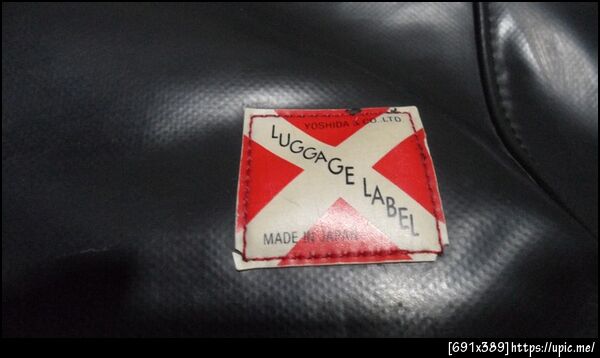 YOSHIDA & CO., LTD
LUGGAGE LABEL
MADE IN JAPAN
[691x389]https://upic.me/